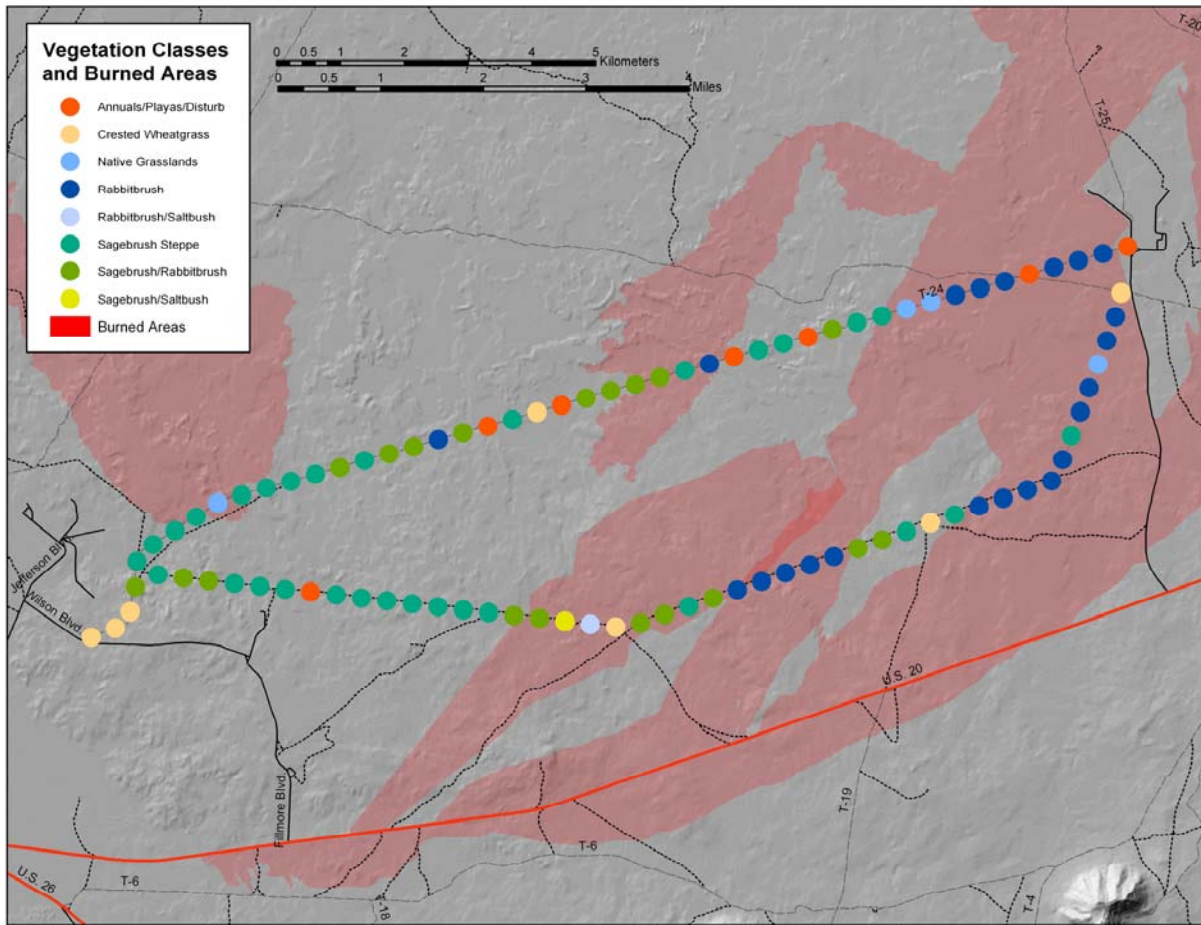 Vegetation Classes
and Burned Areas
Annuals/Playas/Disturb
Crested Wheatgrass
Native Grasslands
Rabbitbrush
Rabbitbrush/Saltbush
Sagebrush Steppe
Sagebrush/Rabbitbrush
Sagebrush/Saltbush
Burned Areas
0 0.5 1 2 3 4 5
Kilometers
0 0.5 1 2 3 4
Miles
T-20
T-25
T-24
Jefferson Blvd.
Wilson Blvd.
U.S. 20
Fillmore Blvd.
T-19
T-6
U.S. 26
T-6
T-18
T-4